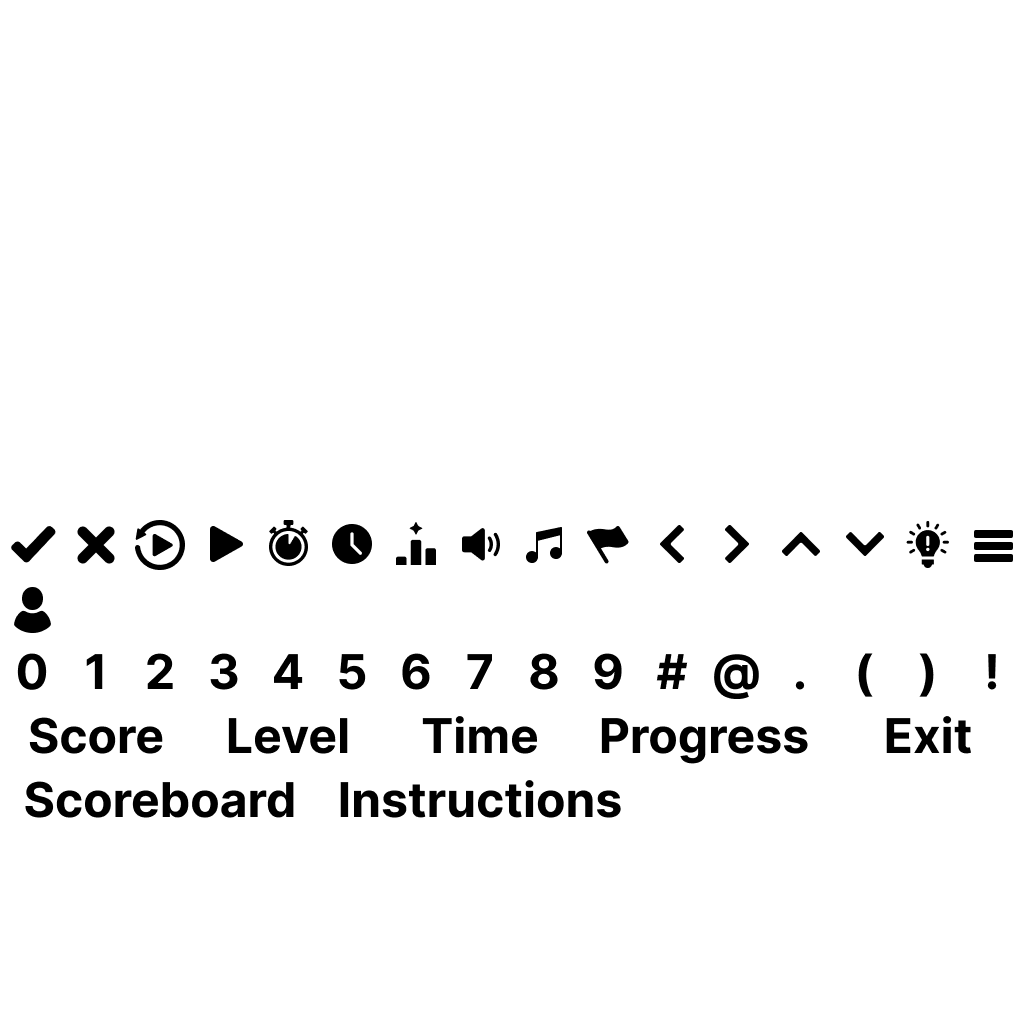 0 1 2 3 4 5 6 7 8 9 # @ . ( ) !
Score Level Time Progress Exit
Scoreboard Instructions